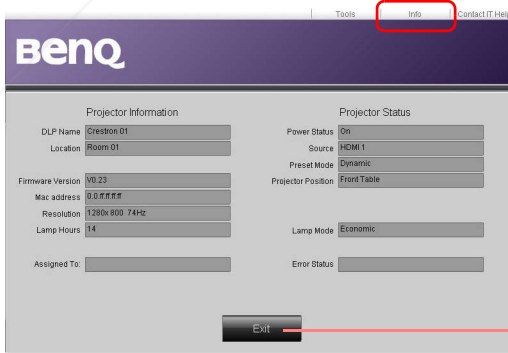 Tools Info Contact IT Help
BenQ
Projector Information
DLP Name Crestron 01
Location Room 01
Firmware Version V0.23
Mac address 0.0.ff.ff.ff.ff
Resolution 1280x 800 74Hz
Lamp Hours 14
Assigned To:
Projector Status
Power Status On
Source HDMI 1
Preset Mode Dynamic
Projector Position Front Table
Lamp Mode Economic
Error Status
Exit